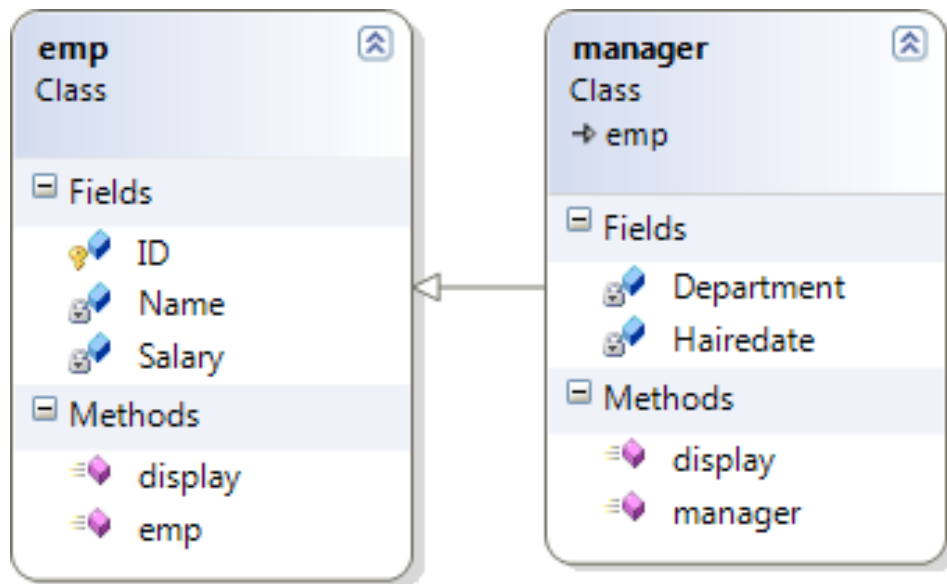 emp
Class
Fields
ID
Name
Salary
Methods
display
emp
manager
Class
emp
Fields
Department
Hairedate
Methods
display
manager